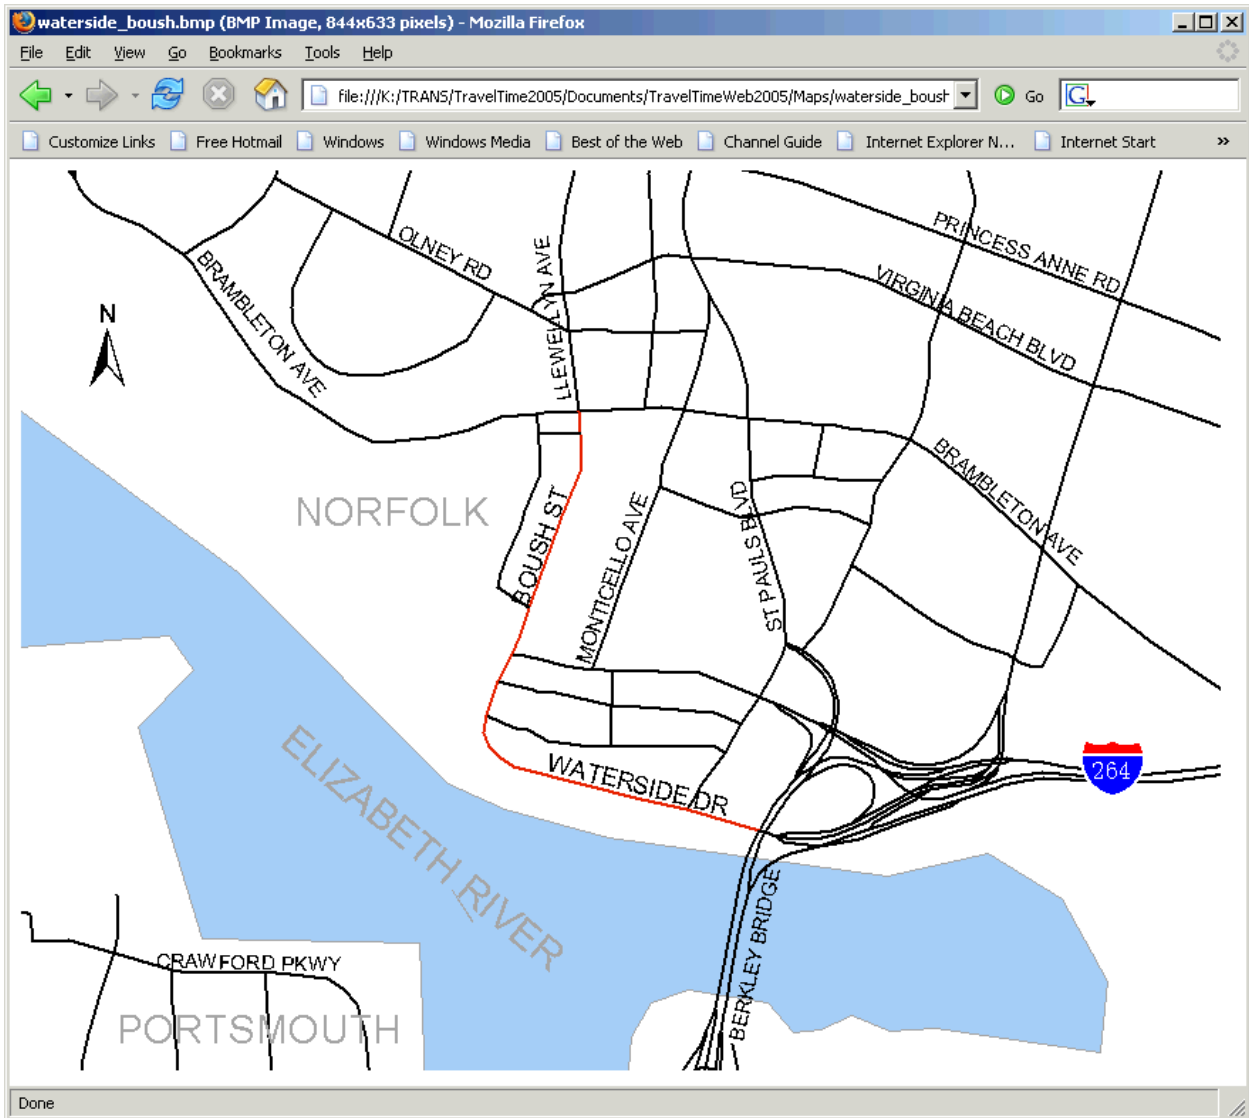 waterside_boush.bmp (BMP Image, 844x633 pixels) - Mozilla Firefox
File Edit View Go Bookmarks Tools Help
file:///K:/TRANS/TravelTime2005/Documents/TravelTimeWeb2005/Maps/waterside_boush Go G
Customize Links Free Hotmail Windows Windows Media Best of the Web Channel Guide Internet Explorer N... Internet Start »
PRINCESS ANNE RD
OLNEY RD
LLEWELLYN AVE
BRAMBLETON AVE
VIRGINIA BEACH BLVD
N
BRAMBLETON AVE
NORFOLK
BOUSH ST
MONTICELLO AVE
ST PAULS BLVD
ELIZABETH RIVER
WATERSIDE DR
264
BERKLEY BRIDGE
CRAWFORD PKWY
PORTSMOUTH
Done